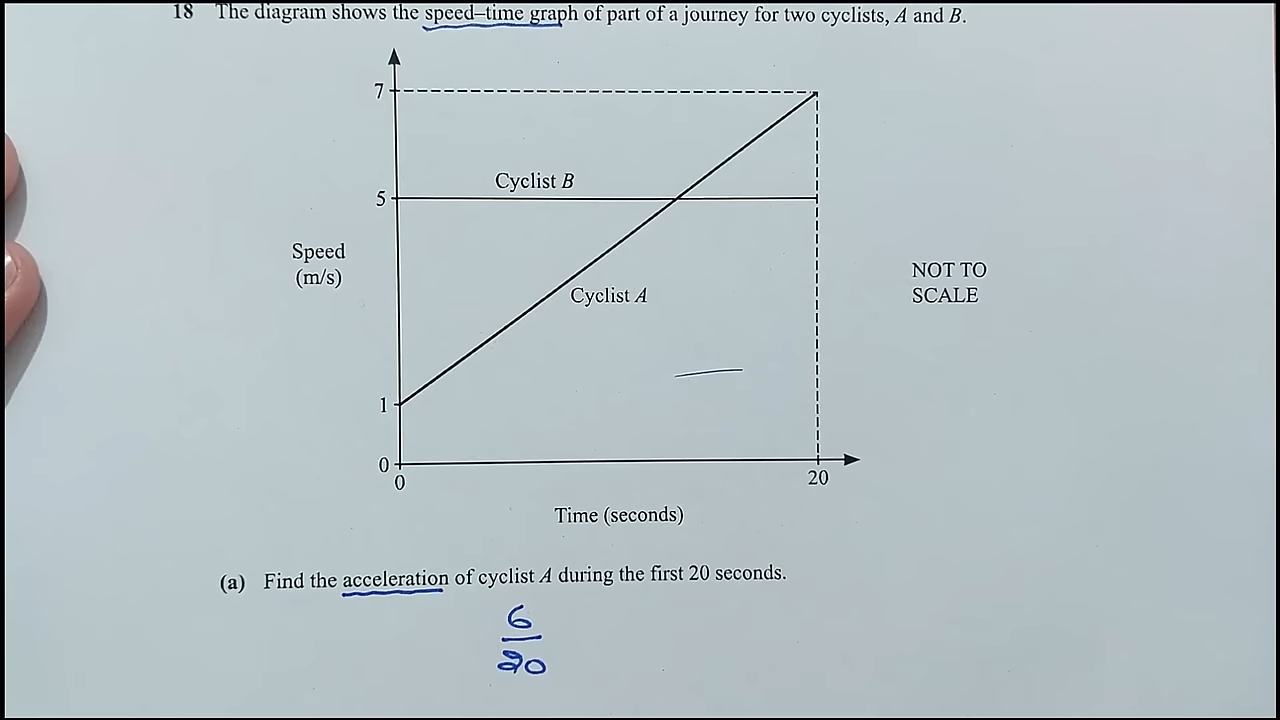 18 The diagram shows the speed–time graph of part of a journey for two cyclists, A and B.
7
Cyclist B
5
Speed
(m/s)
NOT TO
SCALE
Cyclist A
1
0
0
20
Time (seconds)
(a) Find the acceleration of cyclist A during the first 20 seconds.
6
20